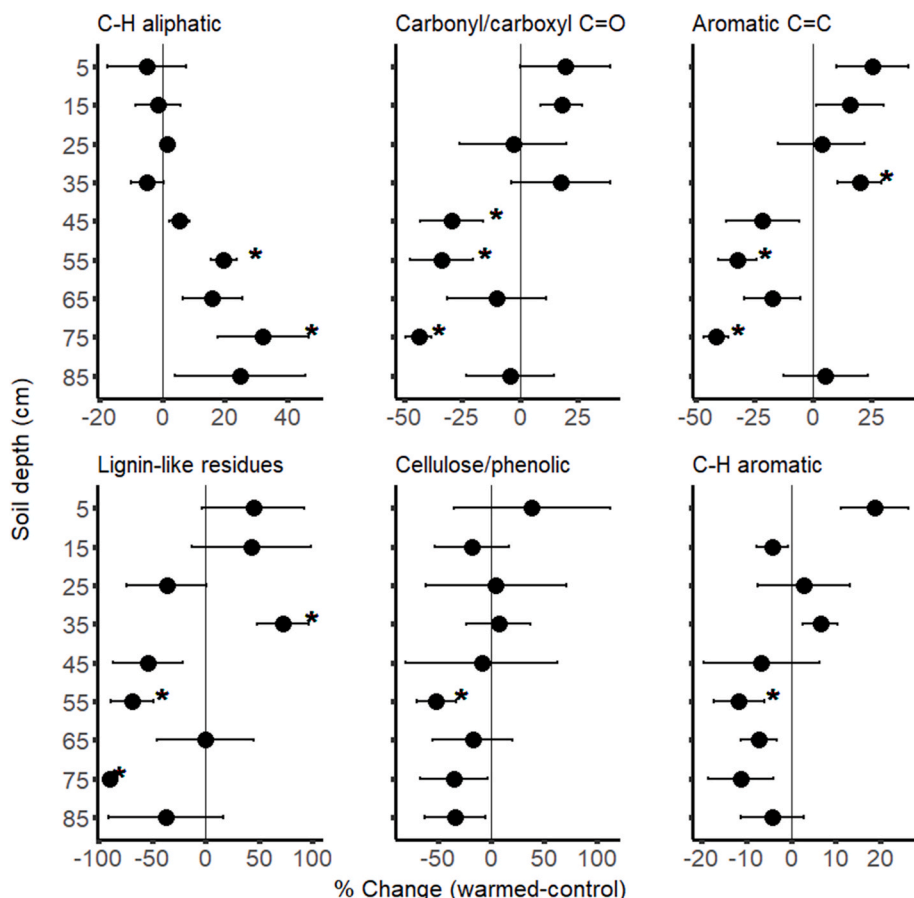 C-H aliphatic
Carbonyl/carboxyl C=O
Aromatic C=C
5
15
25
35
45
55
65
75
85
*
*
*
*
*
*
*
*
-20 0 20 40
-50 -25 0 25
-50 -25 0 25
Soil depth (cm)
Lignin-like residues
Cellulose/phenolic
C-H aromatic
5
15
25
35
45
55
65
75
85
*
*
*
*
*
-100 -50 0 50 100
-50 0 50 100
-20 -10 0 10 20
% Change (warmed-control)